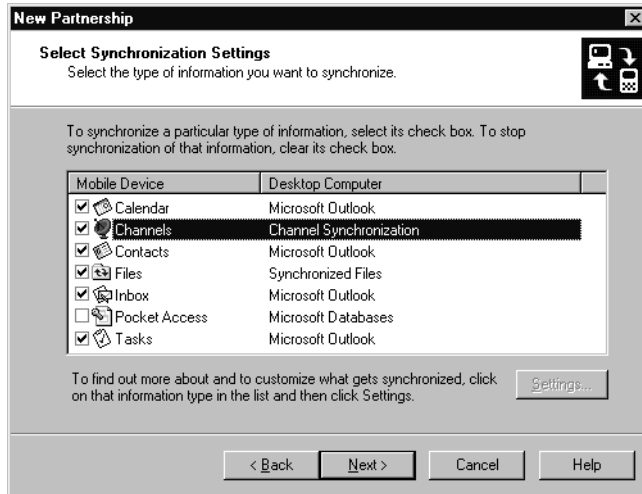 New Partnership
Select Synchronization Settings
Select the type of information you want to synchronize.
To synchronize a particular type of information, select its check box. To stop
synchronization of that information, clear its check box.
Mobile Device Desktop Computer
Calendar Microsoft Outlook
Channels Channel Synchronization
Contacts Microsoft Outlook
Files Synchronized Files
Inbox Microsoft Outlook
Pocket Access Microsoft Databases
Tasks Microsoft Outlook
To find out more about and to customize what gets synchronized, click
on that information type in the list and then click Settings.
Settings...
< Back Next > Cancel Help